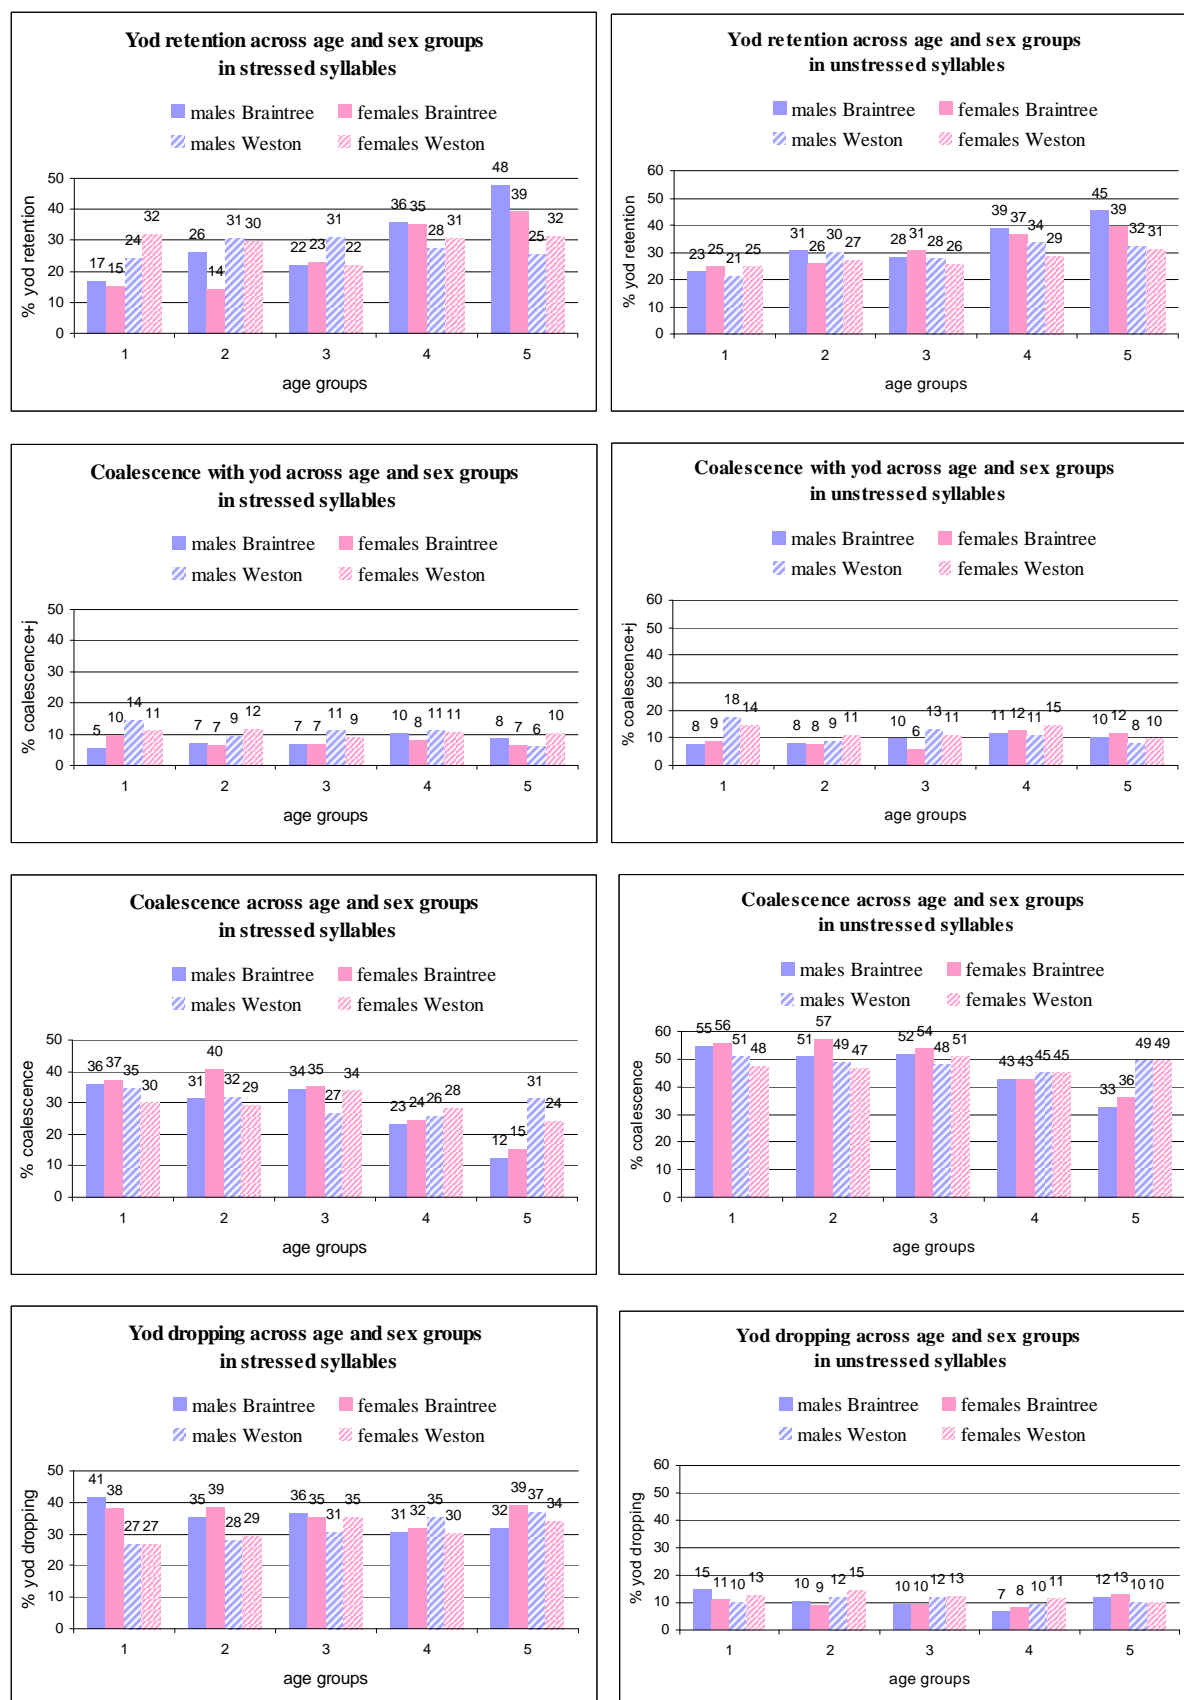 Yod retention across age and sex groups
in stressed syllables
males Braintree females Braintree
males Weston females Weston
% yod retention
50
40
30
20
10
0
17 15 24 32
26 14 31 30
22 23 31 22
36 35 28 31
48 39 25 32
1 2 3 4 5
age groups
Yod retention across age and sex groups
in unstressed syllables
males Braintree females Braintree
males Weston females Weston
% yod retention
60
50
40
30
20
10
0
23 25 21 25
31 26 30 27
28 31 28 26
39 37 34 29
45 39 32 31
1 2 3 4 5
age groups
Coalescence with yod across age and sex groups
in stressed syllables
males Braintree females Braintree
males Weston females Weston
% coalescence+j
50
40
30
20
10
0
5 10 14 11
7 7 9 12
7 7 11 9
10 8 11 11
8 7 6 10
1 2 3 4 5
age groups
Coalescence with yod across age and sex groups
in unstressed syllables
males Braintree females Braintree
males Weston females Weston
% coalescence+j
60
50
40
30
20
10
0
8 9 18 14
8 8 9 11
10 6 13 11
11 12 11 15
10 12 8 10
1 2 3 4 5
age groups
Coalescence across age and sex groups
in stressed syllables
males Braintree females Braintree
males Weston females Weston
% coalescence
50
40
30
20
10
0
36 37 35 30
31 40 32 29
34 35 27 34
23 24 26 28
12 15 31 24
1 2 3 4 5
age groups
Coalescence across age and sex groups
in unstressed syllables
males Braintree females Braintree
males Weston females Weston
% coalescence
60
50
40
30
20
10
0
55 56 51 48
51 57 49 47
52 54 48 51
43 43 45 45
33 36 49 49
1 2 3 4 5
age groups
Yod dropping across age and sex groups
in stressed syllables
males Braintree females Braintree
males Weston females Weston
% yod dropping
50
40
30
20
10
0
41 38 27 27
35 39 28 29
36 35 31 35
31 32 35 30
32 39 37 34
1 2 3 4 5
age groups
Yod dropping across age and sex groups
in unstressed syllables
males Braintree females Braintree
males Weston females Weston
% yod dropping
60
50
40
30
20
10
0
15 11 10 13
10 9 12 15
10 10 12 13
7 8 10 11
12 13 10 10
1 2 3 4 5
age groups